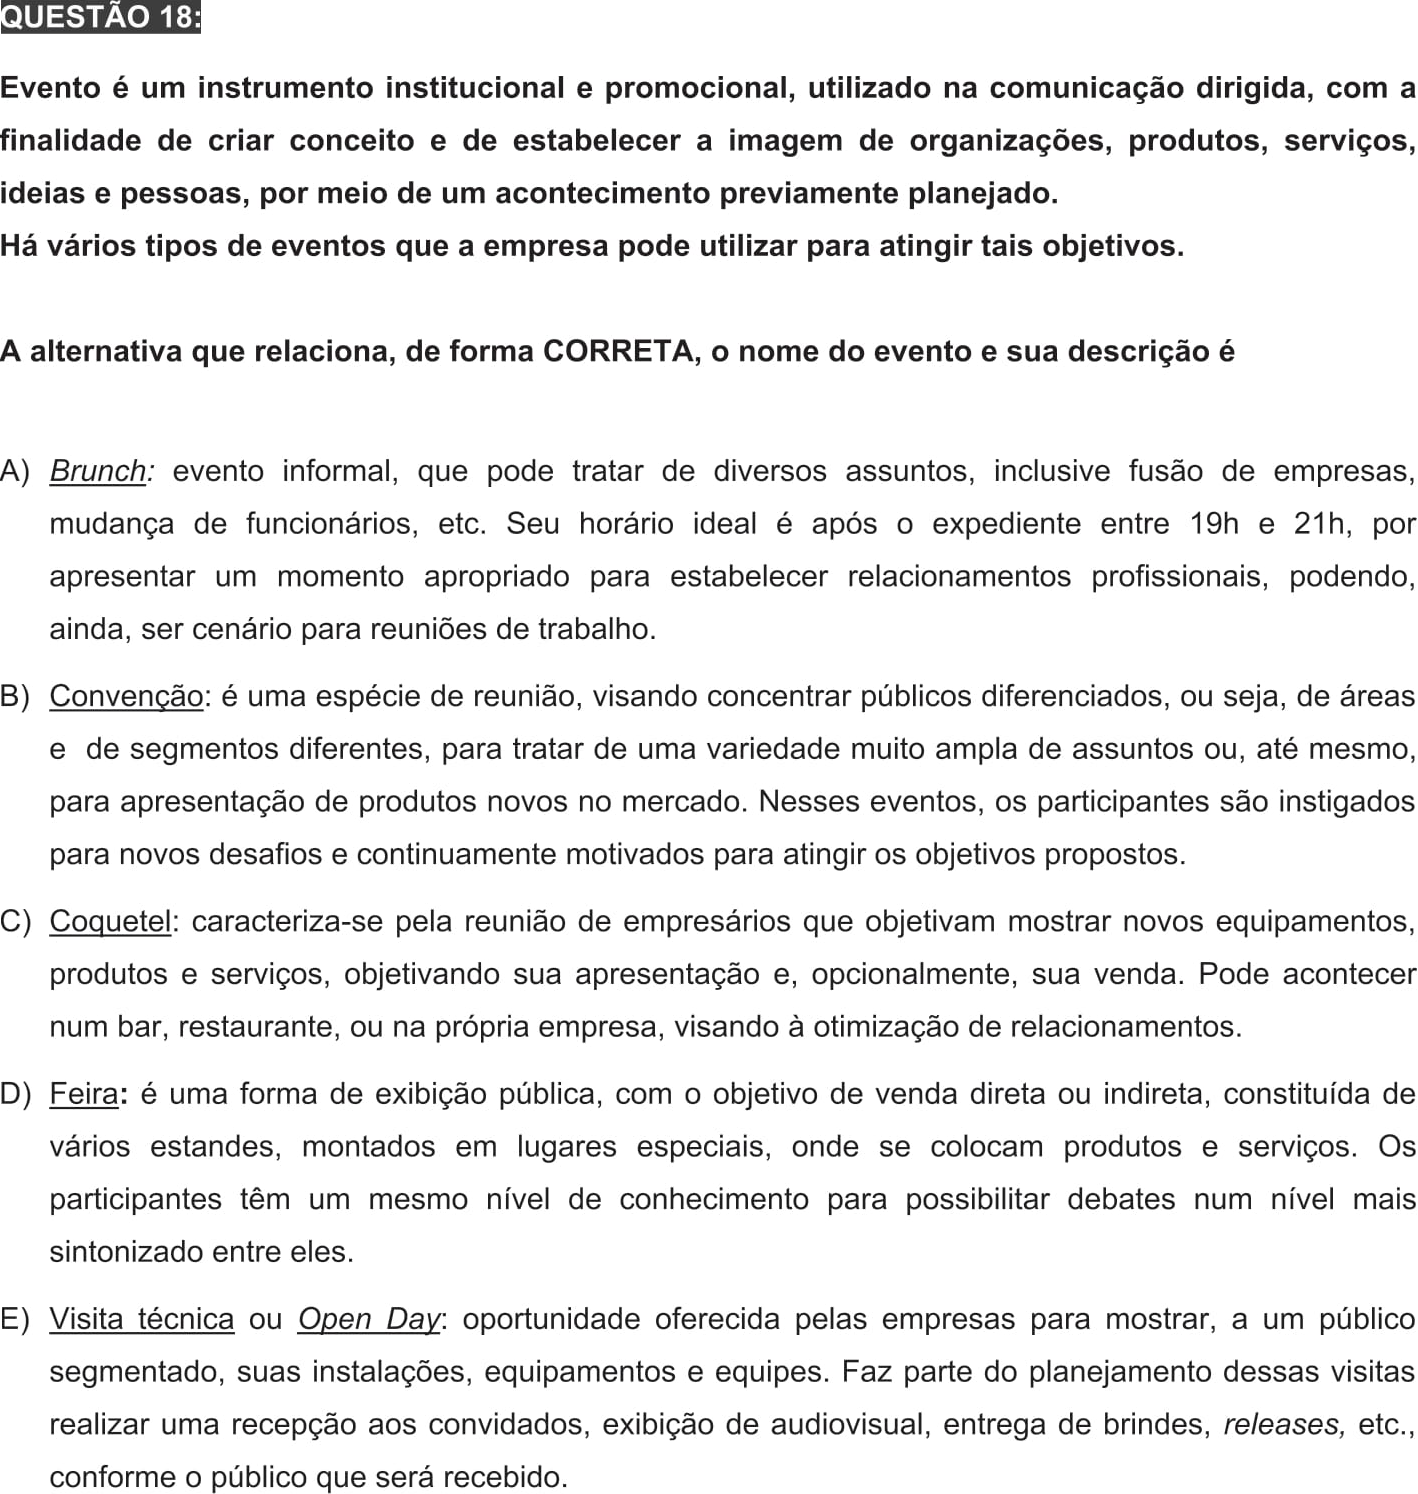 QUESTÃO 18:
Evento é um instrumento institucional e promocional, utilizado na comunicação dirigida, com a
finalidade de criar conceito e de estabelecer a imagem de organizações, produtos, serviços,
ideias e pessoas, por meio de um acontecimento previamente planejado.
Há vários tipos de eventos que a empresa pode utilizar para atingir tais objetivos.
A alternativa que relaciona, de forma CORRETA, o nome do evento e sua descrição é
A) Brunch: evento informal, que pode tratar de diversos assuntos, inclusive fusão de empresas,
mudança de funcionários, etc. Seu horário ideal é após o expediente entre 19h e 21h, por
apresentar um momento apropriado para estabelecer relacionamentos profissionais, podendo,
ainda, ser cenário para reuniões de trabalho.
B) Convenção: é uma espécie de reunião, visando concentrar públicos diferenciados, ou seja, de áreas
e de segmentos diferentes, para tratar de uma variedade muito ampla de assuntos ou, até mesmo,
para apresentação de produtos novos no mercado. Nesses eventos, os participantes são instigados
para novos desafios e continuamente motivados para atingir os objetivos propostos.
C) Coquetel: caracteriza-se pela reunião de empresários que objetivam mostrar novos equipamentos,
produtos e serviços, objetivando sua apresentação e, opcionalmente, sua venda. Pode acontecer
num bar, restaurante, ou na própria empresa, visando à otimização de relacionamentos.
D) Feira: é uma forma de exibição pública, com o objetivo de venda direta ou indireta, constituída de
vários estandes, montados em lugares especiais, onde se colocam produtos e serviços. Os
participantes têm um mesmo nível de conhecimento para possibilitar debates num nível mais
sintonizado entre eles.
E) Visita técnica ou Open Day: oportunidade oferecida pelas empresas para mostrar, a um público
segmentado, suas instalações, equipamentos e equipes. Faz parte do planejamento dessas visitas
realizar uma recepção aos convidados, exibição de audiovisual, entrega de brindes, releases, etc.,
conforme o público que será recebido.